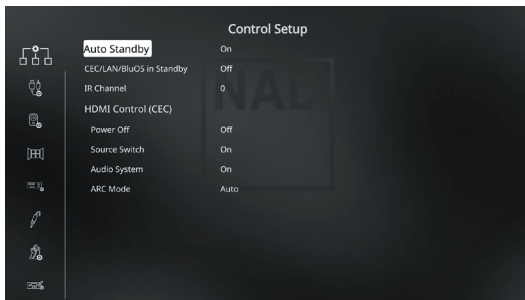 Control Setup
Auto Standby On
CEC/LAN/BluOS in Standby Off
IR Channel 0
HDMI Control (CEC)
Power Off Off
Source Switch On
Audio System On
ARC Mode Auto
NAD